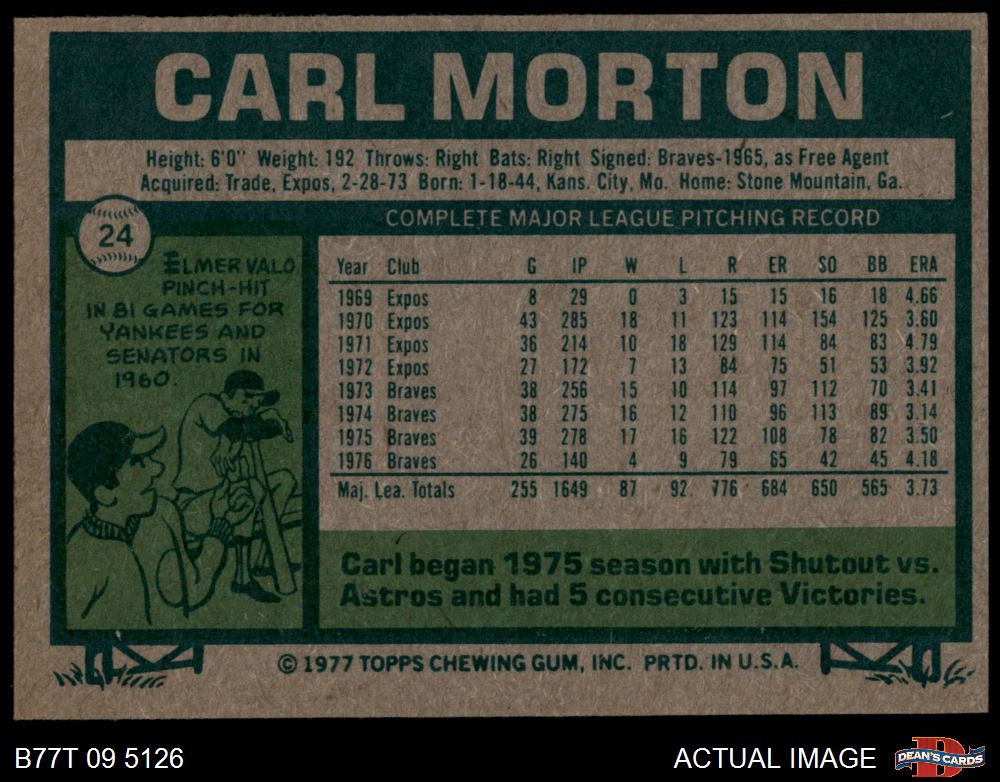 CARL MORTON
Height: 6'0" Weight: 192 Throws: Right Bats: Right Signed: Braves-1965, as Free Agent
Acquired: Trade, Expos, 2-28-73 Born: 1-18-44, Kans. City, Mo. Home: Stone Mountain, Ga.
24
ELMER VALO
PINCH-HIT
IN 81 GAMES FOR
YANKEES AND
SENATORS IN
1960.
COMPLETE MAJOR LEAGUE PITCHING RECORD
Year Club G IP W L R ER SO BB ERA
1969 Expos 8 29 0 3 15 15 16 18 4.66
1970 Expos 43 285 18 11 123 114 154 125 3.60
1971 Expos 36 214 10 18 129 114 84 83 4.79
1972 Expos 27 172 7 13 84 75 51 53 3.92
1973 Braves 38 256 15 10 114 97 112 70 3.41
1974 Braves 38 275 16 12 110 96 113 89 3.14
1975 Braves 39 278 17 16 122 108 78 82 3.50
1976 Braves 26 140 4 9 79 65 42 45 4.18
Maj. Lea. Totals 255 1649 87 92 776 684 650 565 3.73
Carl began 1975 season with Shutout vs.
Astros and had 5 consecutive Victories.
© 1977 TOPPS CHEWING GUM, INC. PRTD. IN U.S.A.
B77T 09 5126
ACTUAL IMAGE
D
DEAN'S CARDS